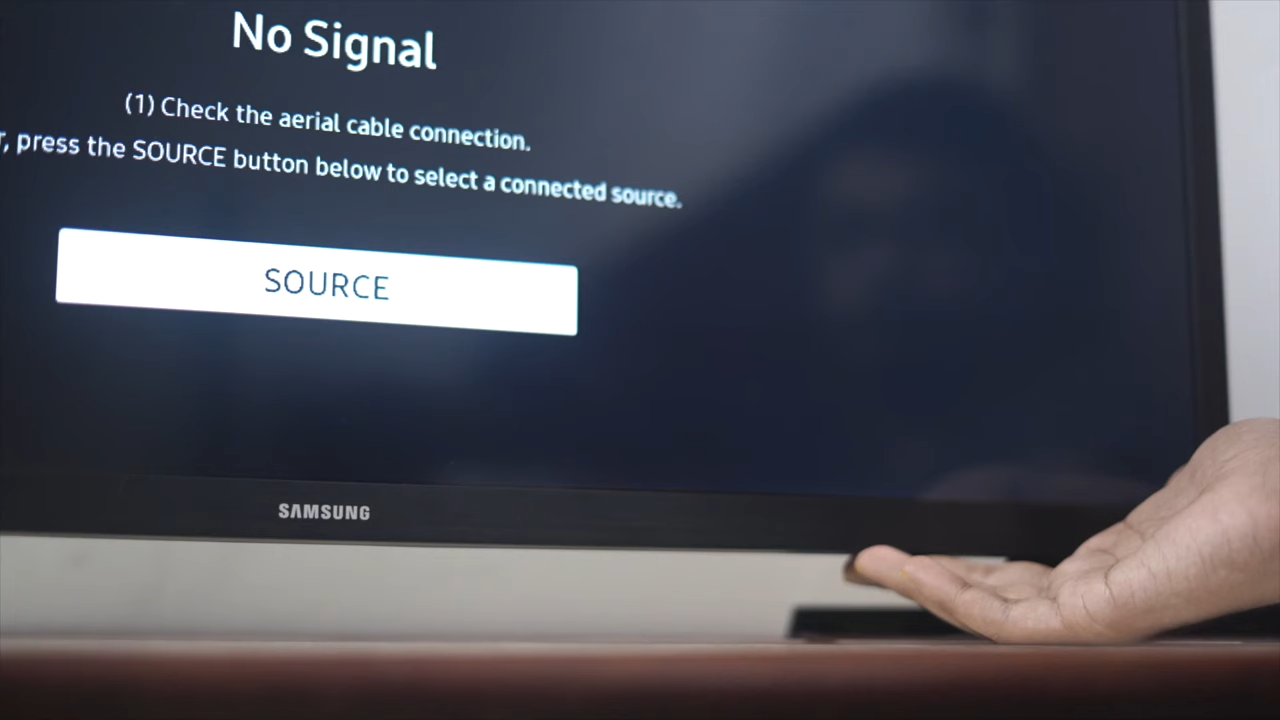 No Signal
(1) Check the aerial cable connection.
press the SOURCE button below to select a connected source.
SOURCE
SAMSUNG